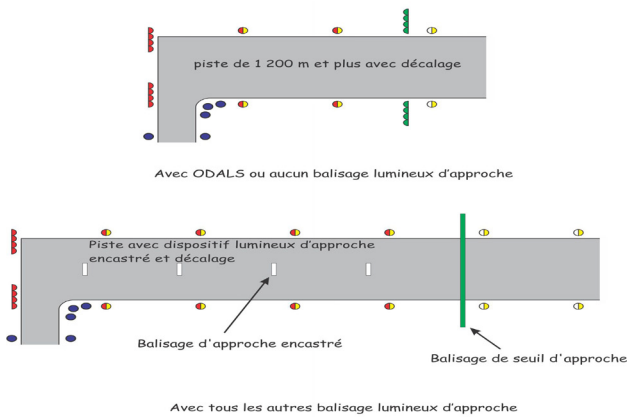 piste de 1 200 m et plus avec décalage
Avec ODALS ou aucun balisage lumineux d'approche
Piste avec dispositif lumineux d'approche
encastré et décalage
Balisage d'approche encastré
Balisage de seuil d'approche
Avec tous les autres balisage lumineux d'approche